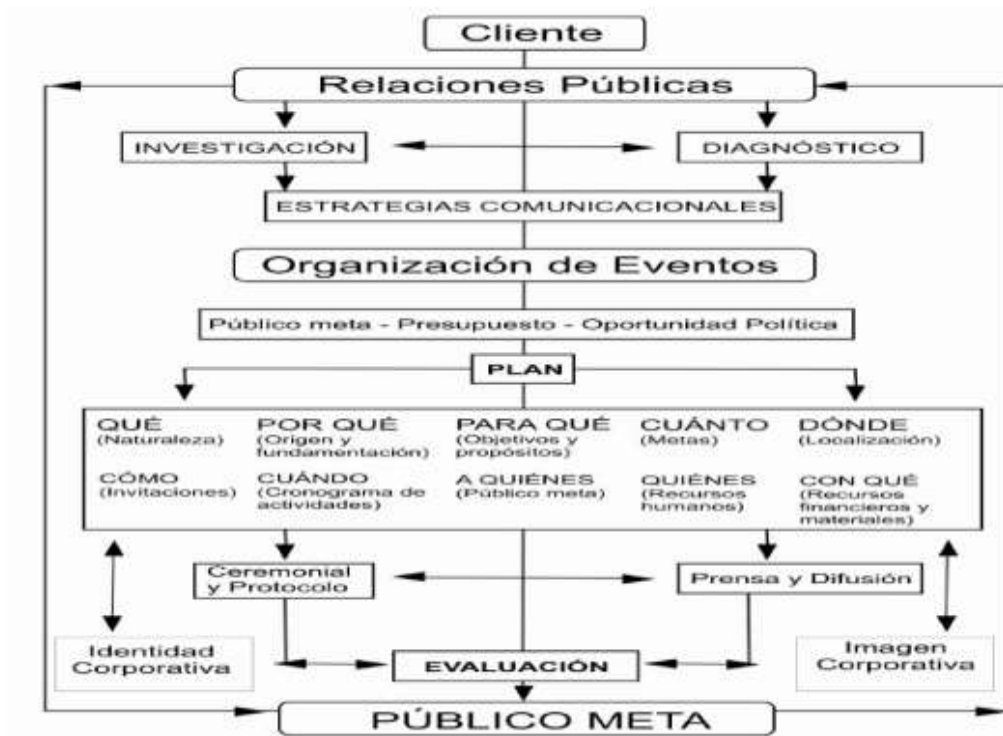 Cliente
Relaciones Públicas
INVESTIGACIÓN
DIAGNÓSTICO
ESTRATEGIAS COMUNICACIONALES
Organización de Eventos
Público meta - Presupuesto - Oportunidad Política
PLAN
QUÉ
(Naturaleza)
POR QUÉ
(Origen y
fundamentación)
PARA QUÉ
(Objetivos y
propósitos)
CUÁNTO
(Metas)
DÓNDE
(Localización)
CÓMO
(Invitaciones)
CUÁNDO
(Cronograma de
actividades)
A QUIÉNES
(Público meta)
QUIÉNES
(Recursos
humanos)
CON QUÉ
(Recursos
financieros y
materiales)
Ceremonial
y Protocolo
Prensa y Difusión
Identidad
Corporativa
EVALUACIÓN
Imagen
Corporativa
PÚBLICO META